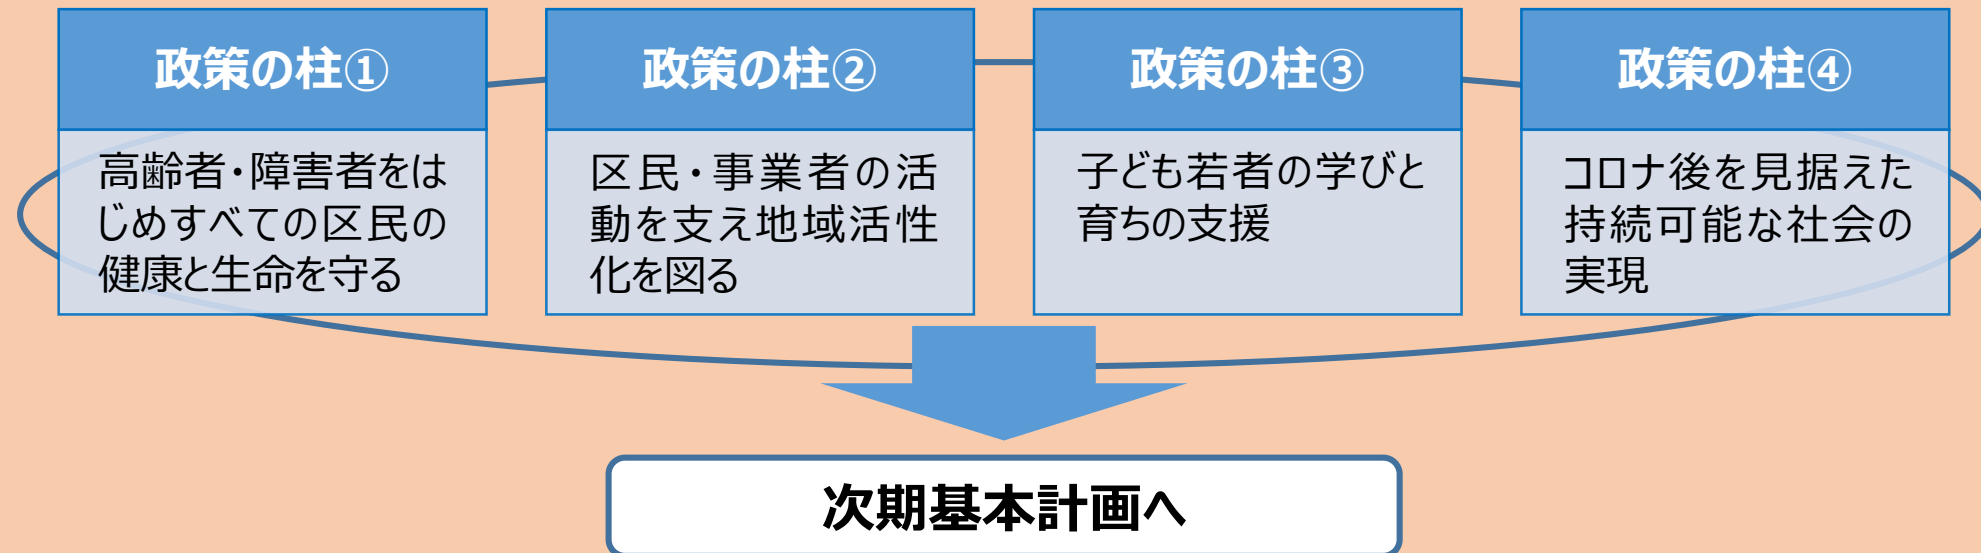 政策の柱①
高齢者・障害者をは
じめすべての区民の
健康と生命を守る
政策の柱②
区民・事業者の活
動を支え地域活性
化を図る
政策の柱③
子ども若者の学びと
育ちの支援
政策の柱④
コロナ後を見据えた
持続可能な社会の
実現
次期基本計画へ